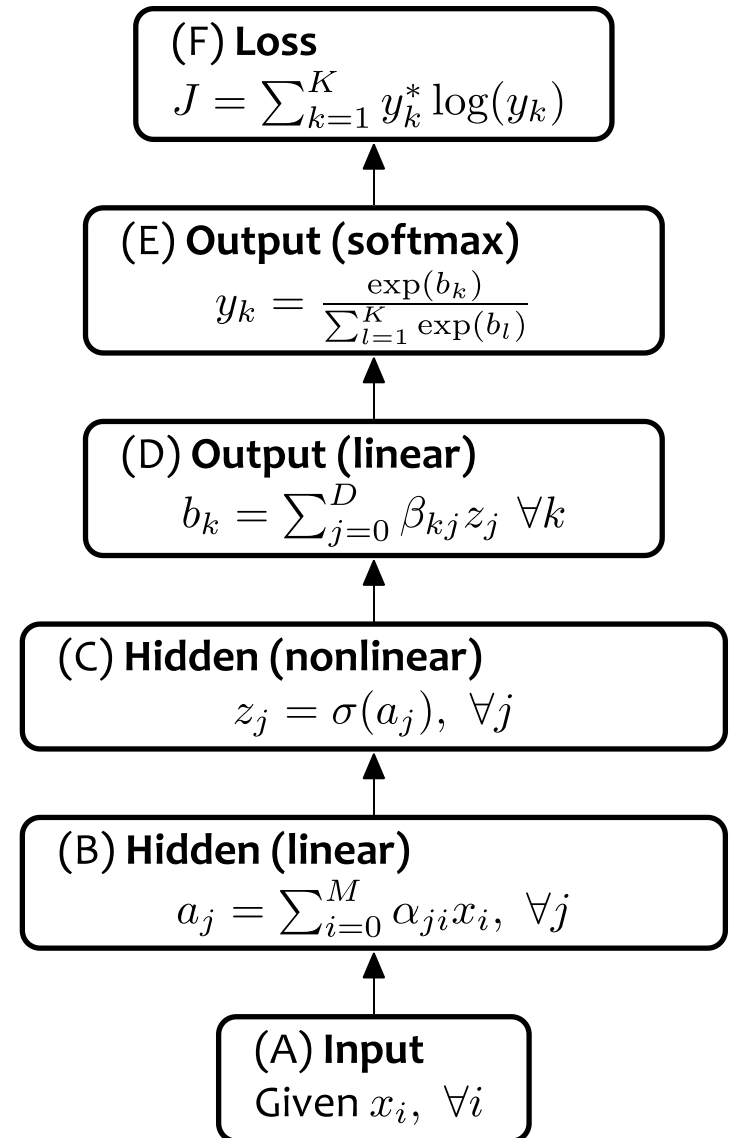 (F) Loss
J = ∑_{k=1}^{K} y_k^* log(y_k)
(E) Output (softmax)
y_k = \frac{exp(b_k)}{∑_{l=1}^{K} exp(b_l)}
(D) Output (linear)
b_k = ∑_{j=0}^{D} β_{kj} z_j ∀k
(C) Hidden (nonlinear)
z_j = σ(a_j), ∀j
(B) Hidden (linear)
a_j = ∑_{i=0}^{M} α_{ji} x_i, ∀j
(A) Input
Given x_i, ∀i